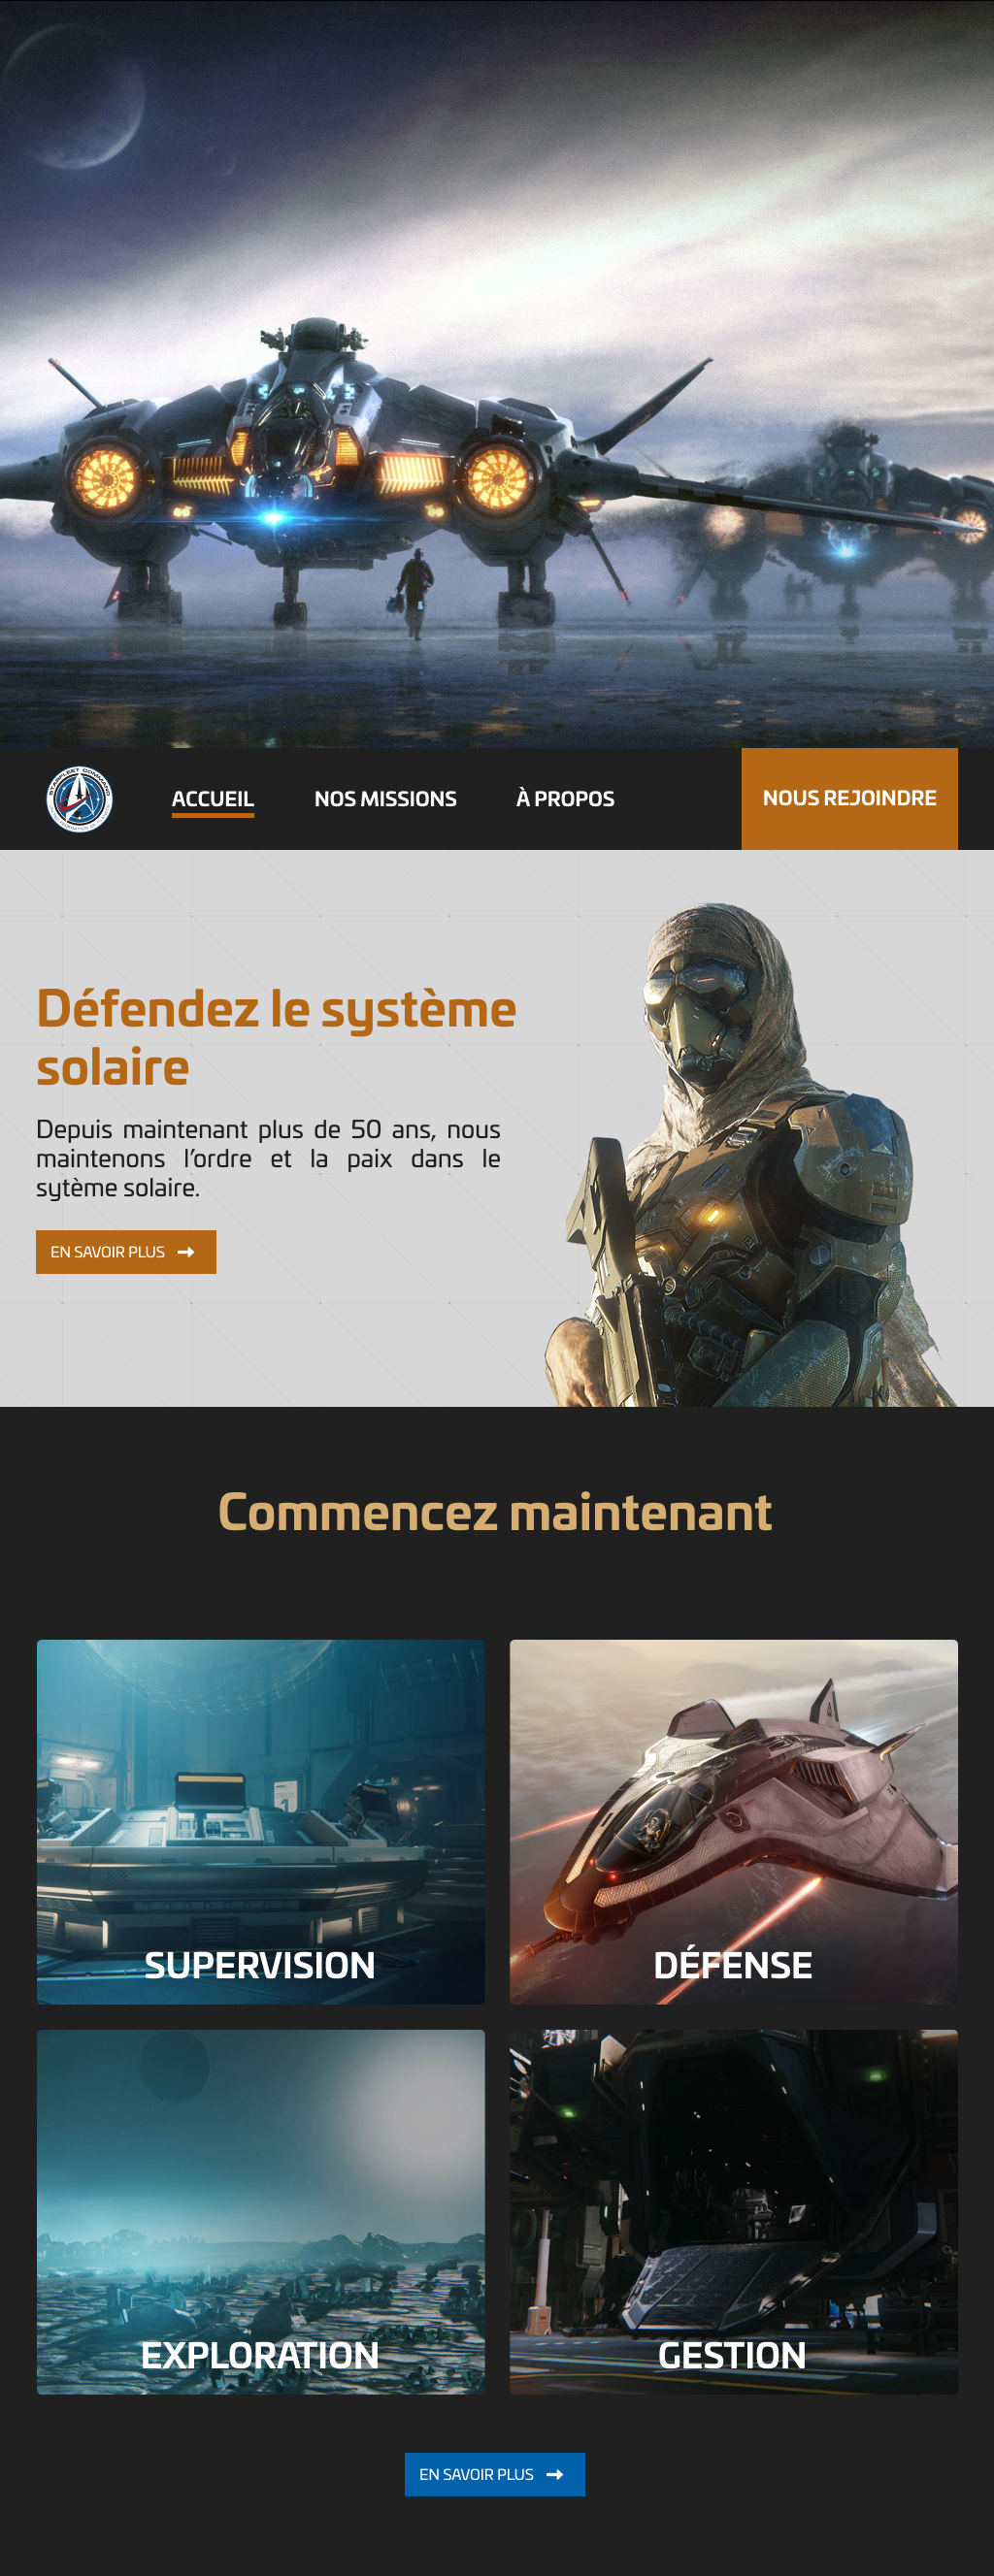 STARFLEET COMMAND
ACCUEIL
NOS MISSIONS
À PROPOS
NOUS REJOINDRE
Défendez le système
solaire
Depuis maintenant plus de 50 ans, nous
maintenons l’ordre et la paix dans le
sytème solaire.
EN SAVOIR PLUS
Commencez maintenant
SUPERVISION
DÉFENSE
EXPLORATION
GESTION
EN SAVOIR PLUS